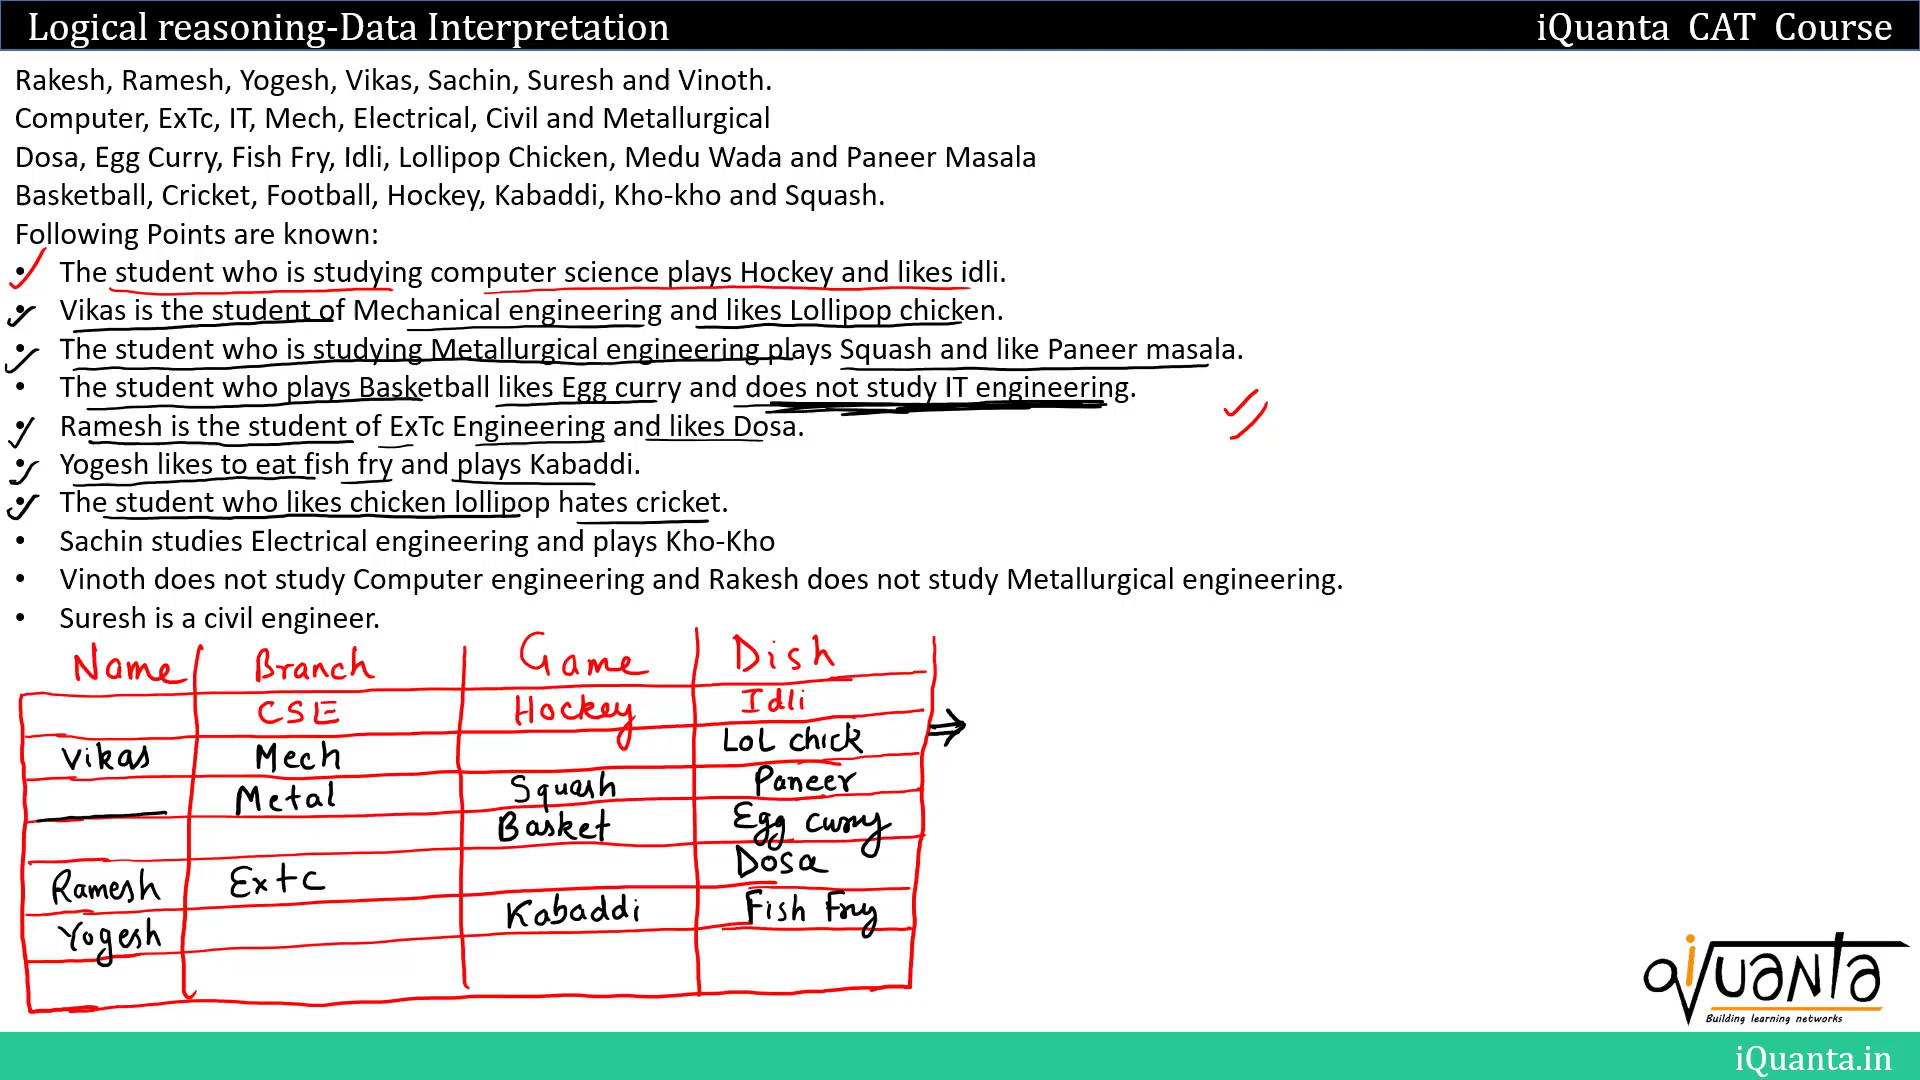 Logical reasoning-Data Interpretation
iQuanta CAT Course
Rakesh, Ramesh, Yogesh, Vikas, Sachin, Suresh and Vinoth.
Computer, ExTc, IT, Mech, Electrical, Civil and Metallurgical
Dosa, Egg Curry, Fish Fry, Idli, Lollipop Chicken, Medu Wada and Paneer Masala
Basketball, Cricket, Football, Hockey, Kabaddi, Kho-kho and Squash.
Following Points are known:
• The student who is studying computer science plays Hockey and likes idli.
• Vikas is the student of Mechanical engineering and likes Lollipop chicken.
• The student who is studying Metallurgical engineering plays Squash and like Paneer masala.
• The student who plays Basketball likes Egg curry and does not study IT engineering.
• Ramesh is the student of ExTc Engineering and likes Dosa.
• Yogesh likes to eat fish fry and plays Kabaddi.
• The student who likes chicken lollipop hates cricket.
• Sachin studies Electrical engineering and plays Kho-Kho
• Vinoth does not study Computer engineering and Rakesh does not study Metallurgical engineering.
• Suresh is a civil engineer.
Name Branch Game Dish
CSE Hockey Idli
Vikas Mech LoL chick
Metal Squash Paneer
Basket Egg curry
Ramesh Extc Dosa
Yogesh Kabaddi Fish Fry
iQuanta
Building learning networks
iQuanta.in